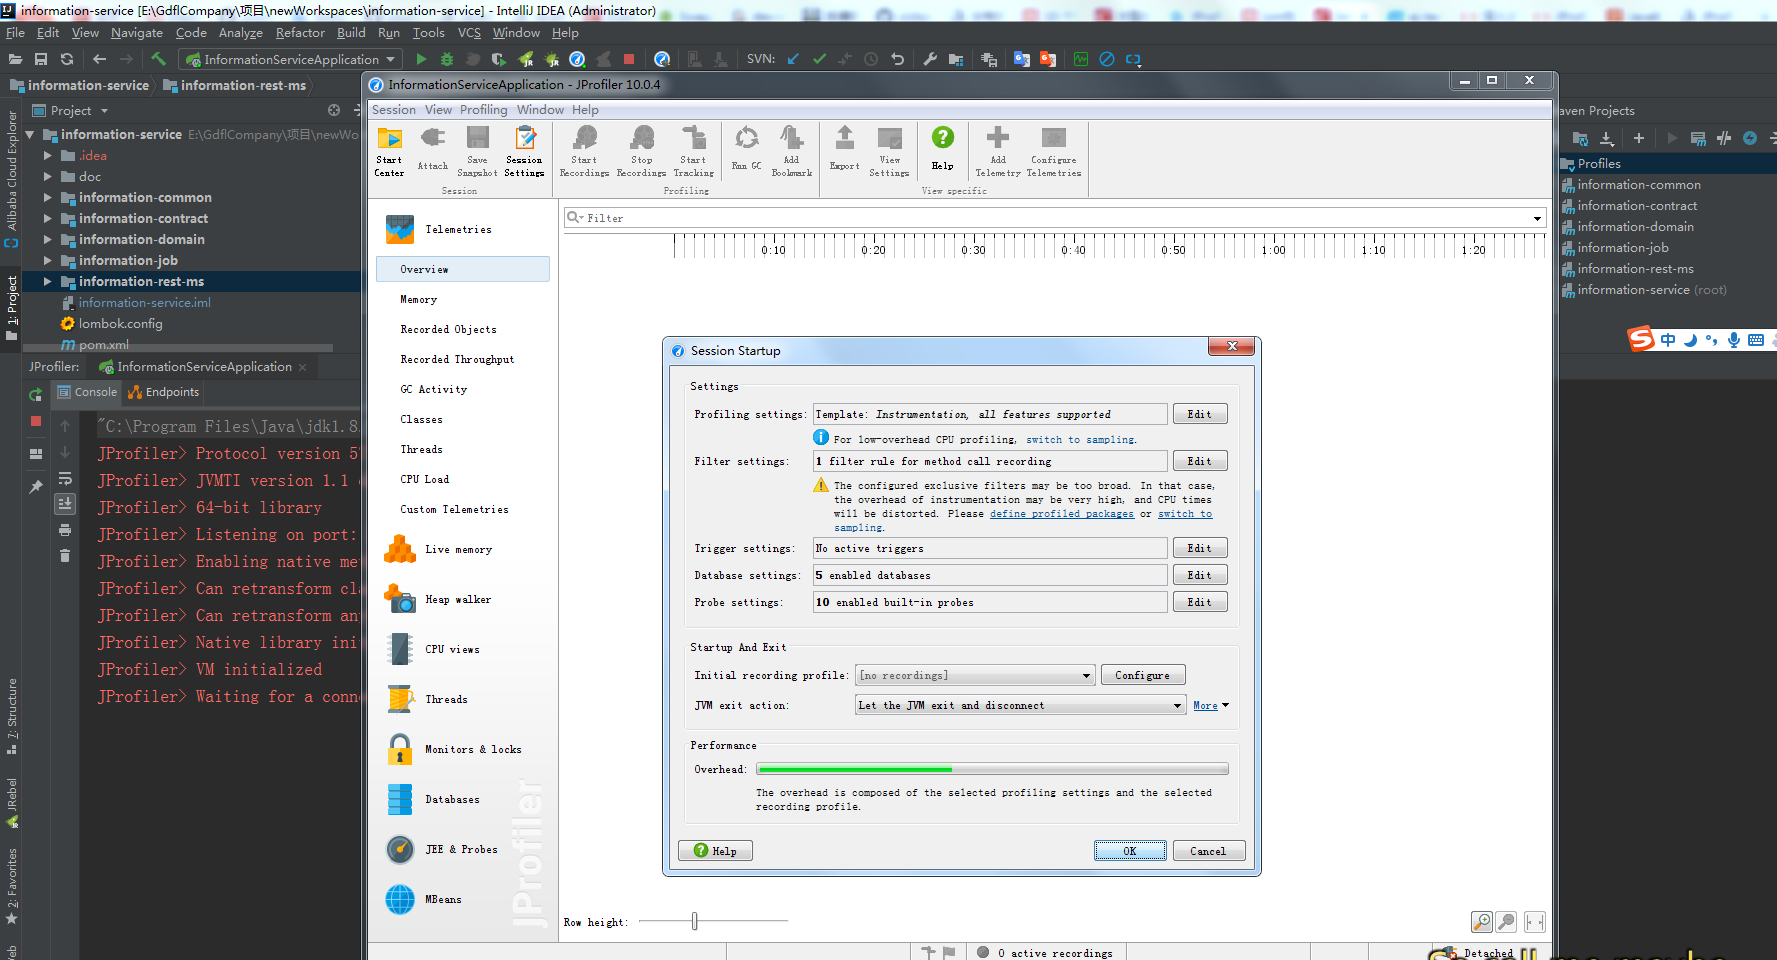 information-service [E:\GdflCompany\项目\newWorkspaces\information-service] - IntelliJ IDEA (Administrator)
File Edit View Navigate Code Analyze Refactor Build Run Tools VCS Window Help
InformationServiceApplication SVN:
information-service information-rest-ms
Project
information-service E:\GdflCompany\项目\newWo
.idea
doc
information-common
information-contract
information-domain
information-job
information-rest-ms
information-service.iml
lombok.config
pom.xml
Alibaba Cloud Explorer
1: Project
7: Structure
JRebel
2: Favorites
JProfiler: InformationServiceApplication
Console Endpoints
"C:\Program Files\Java\jdk1.8
JProfiler> Protocol version 5
JProfiler> JVMTI version 1.1
JProfiler> 64-bit library
JProfiler> Listening on port:
JProfiler> Enabling native me
JProfiler> Can retransform cla
JProfiler> Can retransform any
JProfiler> Native library ini
JProfiler> VM initialized
JProfiler> Waiting for a conne
InformationServiceApplication - JProfiler 10.0.4
Session View Profiling Window Help
Start Center
Attach
Save Snapshot
Session Settings
Start Recordings
Stop Recordings
Start Tracking
Run GC
Add Bookmark
Export
View Settings
Help
Add Telemetry
Configure Telemetries
Session Profiling View specific
Telemetries
Overview
Memory
Recorded Objects
Recorded Throughput
GC Activity
Classes
Threads
CPU Load
Custom Telemetries
Live memory
Heap walker
CPU views
Threads
Monitors & locks
Databases
JEE & Probes
MBeans
JProfiler
Filter
0:10 0:20 0:30 0:40 0:50 1:00 1:10 1:20
Session Startup
Settings
Profiling settings: Template: Instrumentation, all features supported Edit
For low-overhead CPU profiling, switch to sampling.
Filter settings: 1 filter rule for method call recording Edit
The configured exclusive filters may be too broad. In that case,
the overhead of instrumentation may be very high, and CPU times
will be distorted. Please define profiled packages or switch to
sampling.
Trigger settings: No active triggers Edit
Database settings: 5 enabled databases Edit
Probe settings: 10 enabled built-in probes Edit
Startup And Exit
Initial recording profile: [no recordings] Configure
JVM exit action: Let the JVM exit and disconnect More
Performance
Overhead:
The overhead is composed of the selected profiling settings and the selected
recording profile.
Help OK Cancel
Row height:
0 active recordings Detached
aven Projects
Profiles
information-common
information-contract
information-domain
information-job
information-rest-ms
information-service (root)
中